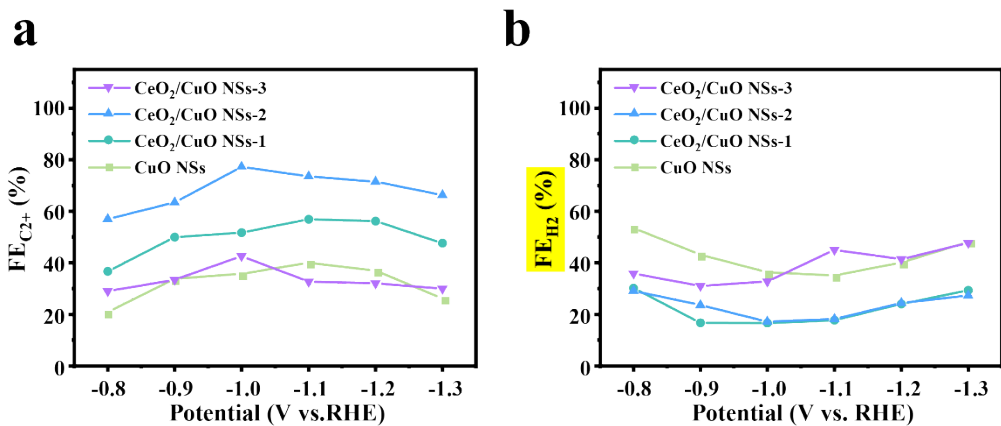 a
CeO2/CuO NSs-3
CeO2/CuO NSs-2
CeO2/CuO NSs-1
CuO NSs
FEC2+ (%)
100
80
60
40
20
0
-0.8 -0.9 -1.0 -1.1 -1.2 -1.3
Potential (V vs.RHE)
b
CeO2/CuO NSs-3
CeO2/CuO NSs-2
CeO2/CuO NSs-1
CuO NSs
FEH2 (%)
100
80
60
40
20
0
-0.8 -0.9 -1.0 -1.1 -1.2 -1.3
Potential (V vs.RHE)